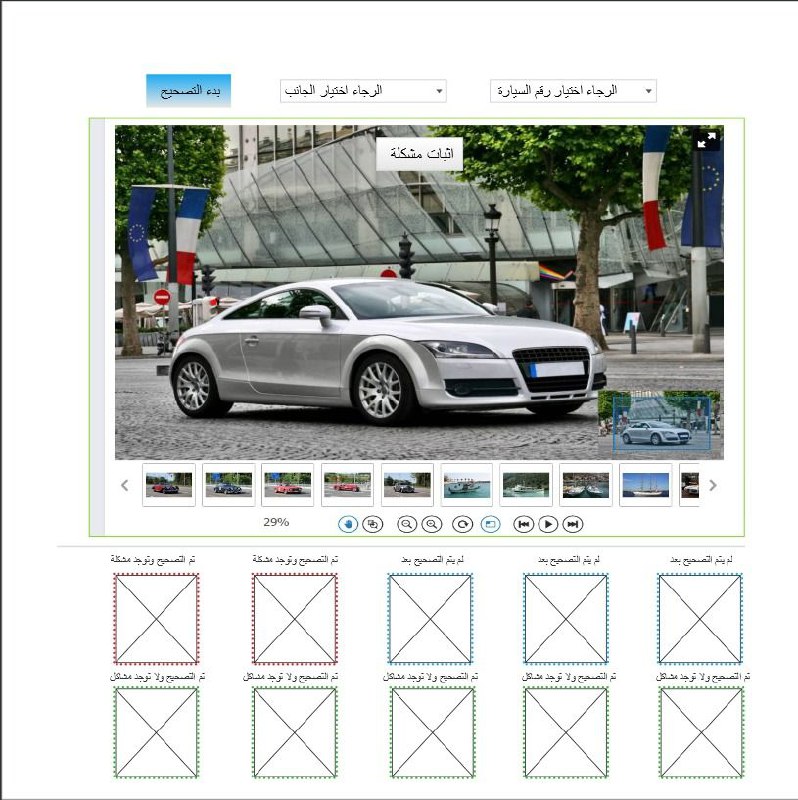 الرجاء اختيار رقم السيارة
الرجاء اختيار الجانب
بدء التصحيح
اثبات مشكلة
29%
لم يتم التصحيح بعد
لم يتم التصحيح بعد
لم يتم التصحيح بعد
تم التصحيح وتوجد مشكلة
تم التصحيح وتوجد مشكلة
تم التصحيح ولا توجد مشاكل
تم التصحيح ولا توجد مشاكل
تم التصحيح ولا توجد مشاكل
تم التصحيح ولا توجد مشاكل
تم التصحيح ولا توجد مشاكل